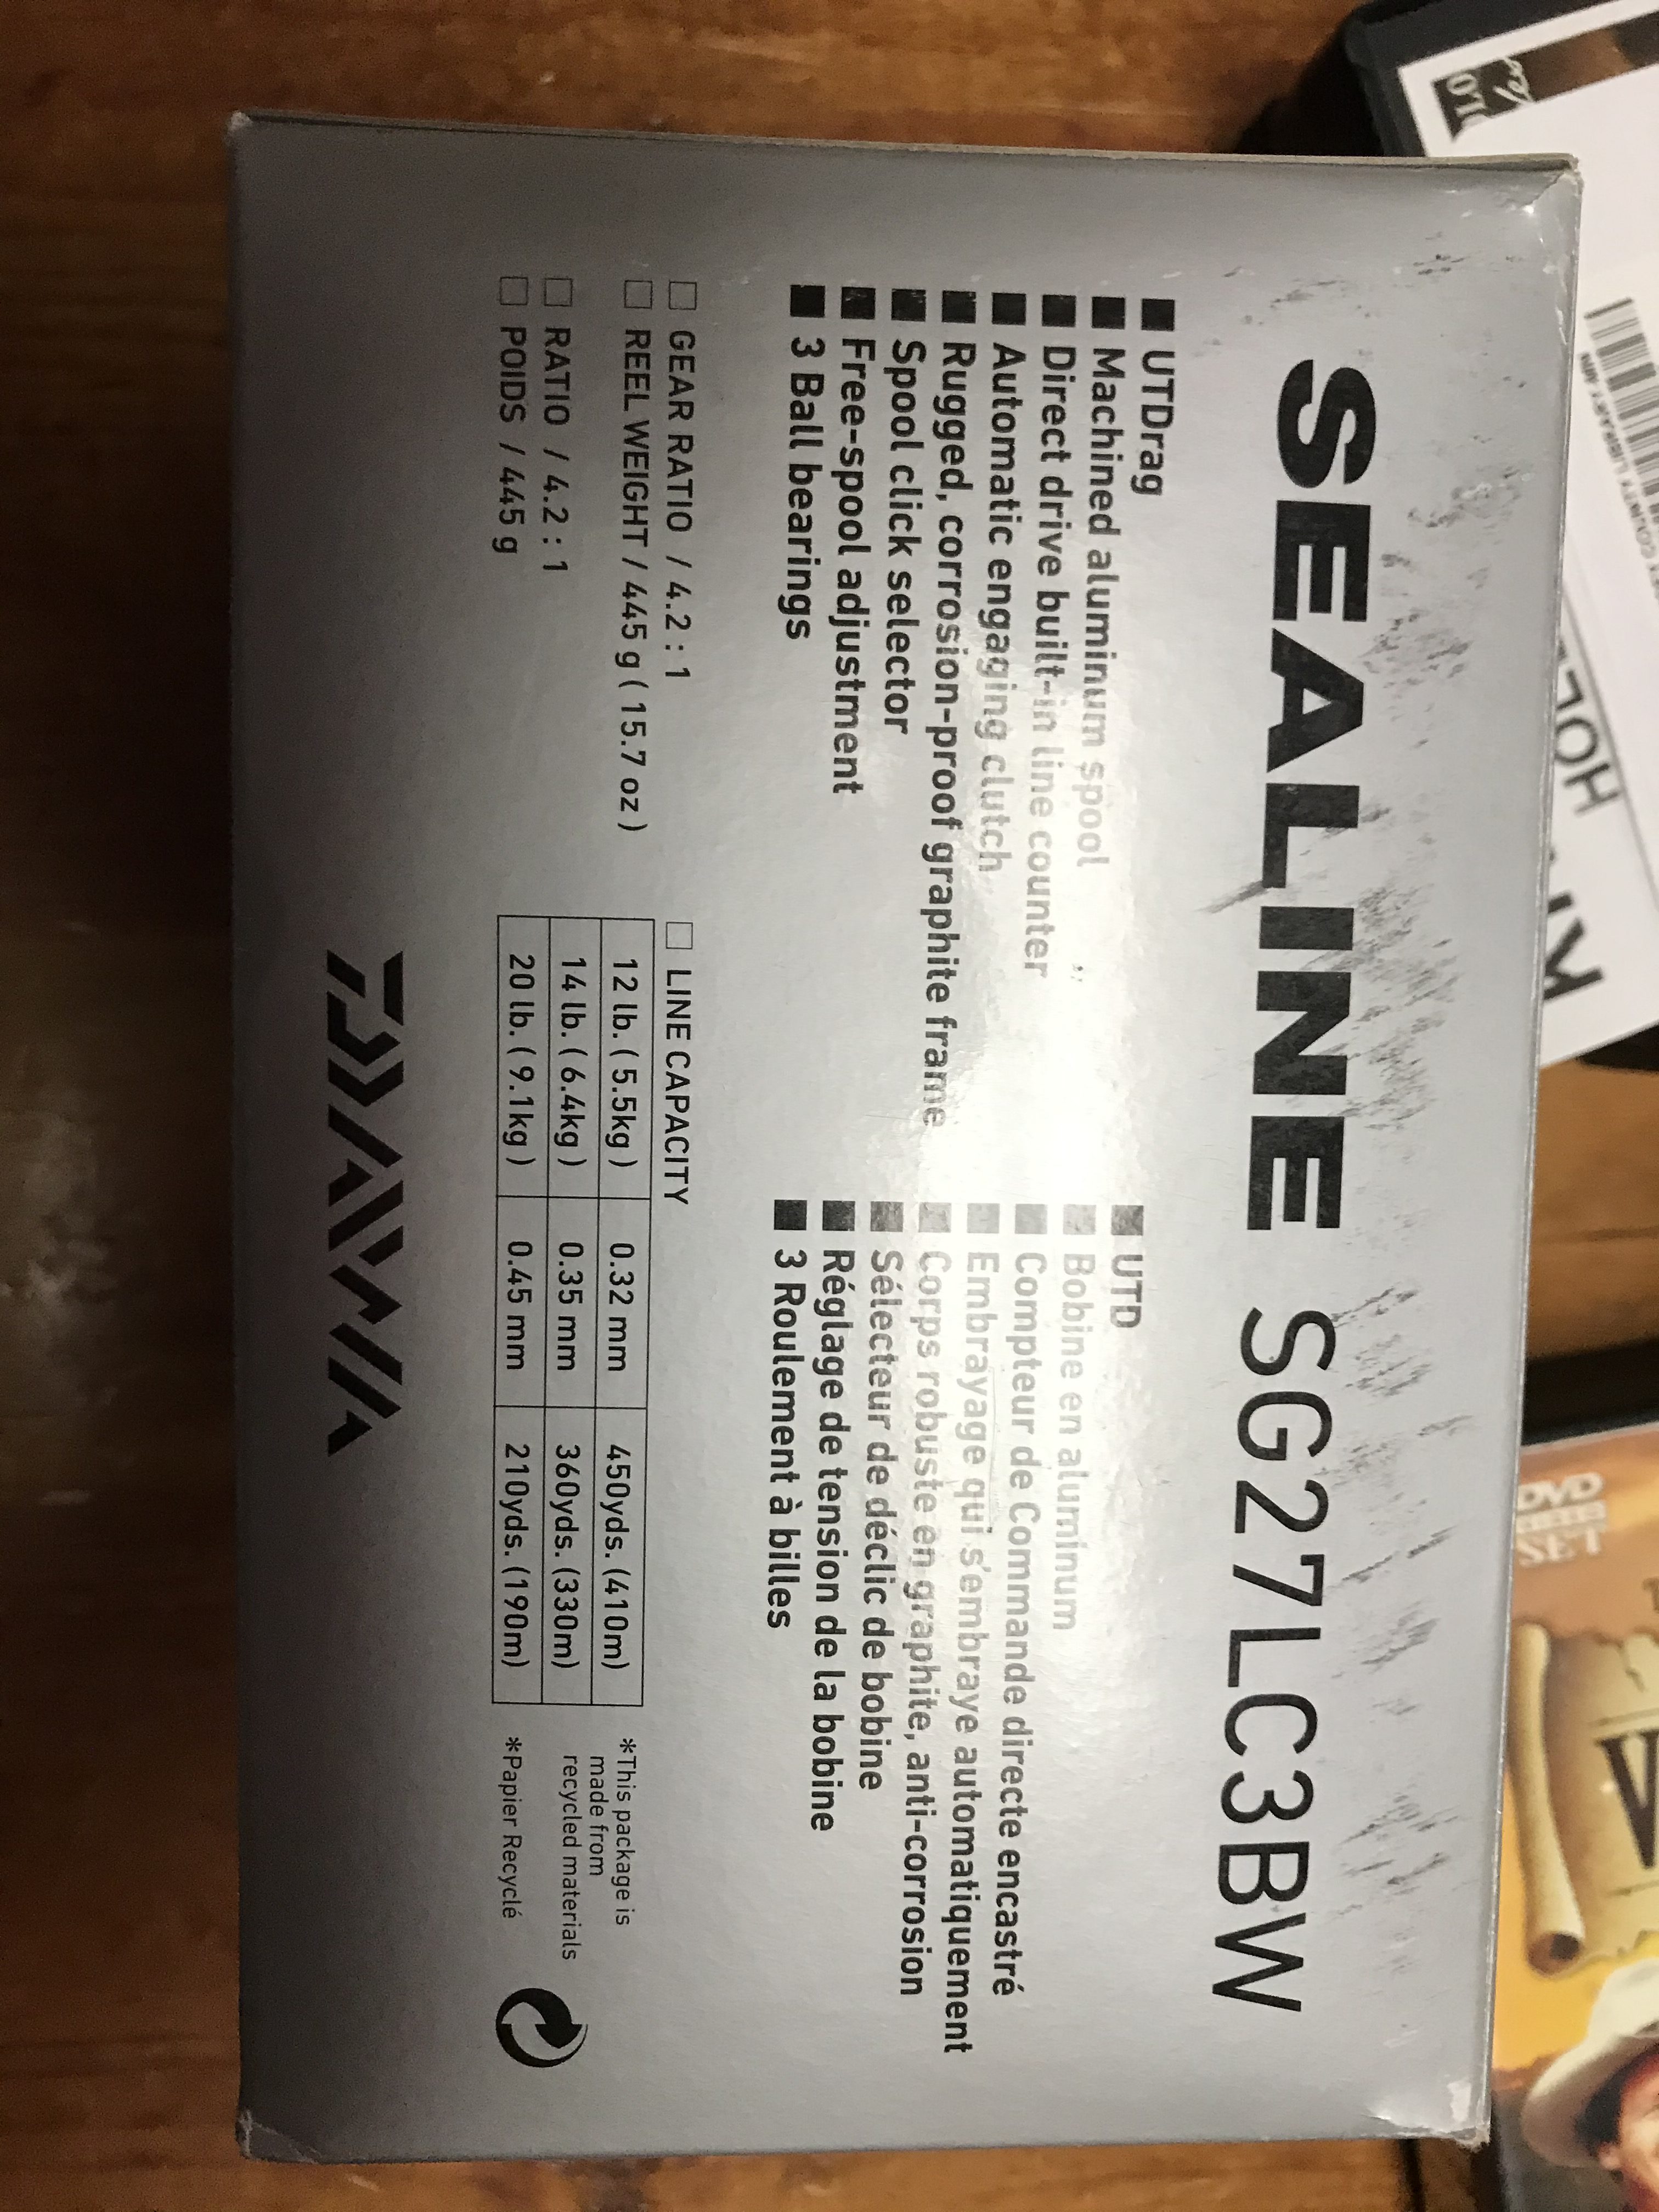 SEALINE SG27LC3BW
■ UTDrag
■ Machined aluminum spool
■ Direct drive built-in line counter
■ Automatic engaging clutch
■ Rugged, corrosion-proof graphite frame
■ Spool click selector
■ Free-spool adjustment
■ 3 Ball bearings
■ UTD
■ Bobine en aluminum
■ Compteur de Commande directe encastré
■ Embrayage qui s'embraye automatiquement
■ Corps robuste en graphite, anti-corrosion
■ Sélecteur de déclic de bobine
■ Réglage de tension de la bobine
■ 3 Roulement à billes
□ GEAR RATIO / 4.2 : 1
□ REEL WEIGHT / 445 g ( 15.7 oz )
□ RATIO / 4.2 : 1
□ POIDS / 445 g
□ LINE CAPACITY
12 lb. ( 5.5kg ) 0.32 mm 450yds. (410m)
14 lb. ( 6.4kg ) 0.35 mm 360yds. (330m)
20 lb. ( 9.1kg ) 0.45 mm 210yds. (190m)
*This package is
made from
recycled materials
*Papier Recyclé
DAIWA
DVD
SET